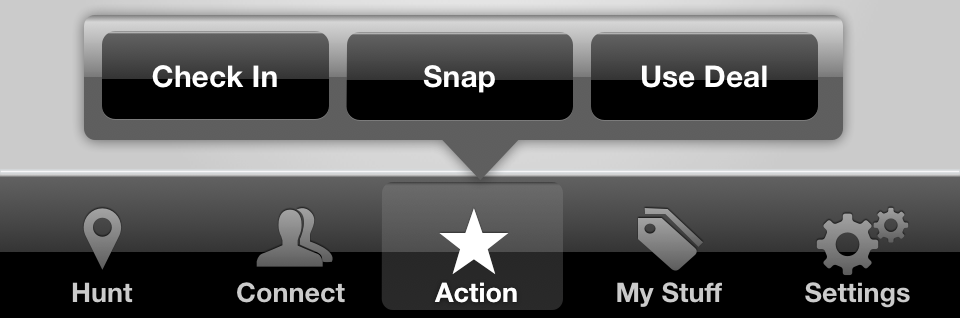 Check In
Snap
Use Deal
Hunt
Connect
Action
My Stuff
Settings